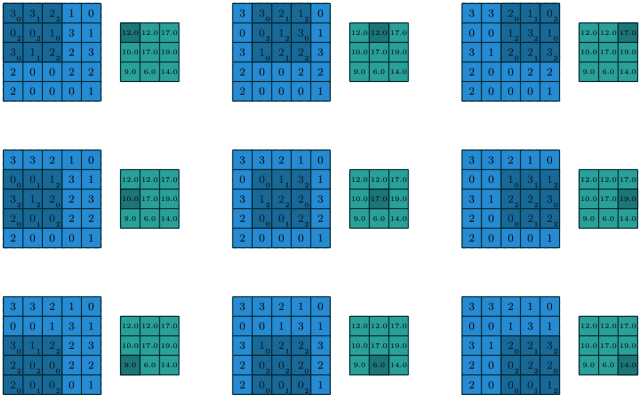 3₀ 3₁ 2₂ 1 0
0₂ 0₂ 1₀ 3 1
3₀ 1₁ 2₂ 2 3
2 0 0 2 2
2 0 0 0 1
12.0 12.0 17.0
10.0 17.0 19.0
9.0 6.0 14.0
3 3₀ 2₁ 1₂ 0
0 0₂ 1₂ 3₀ 1
3 1₀ 2₁ 2₂ 3
2 0 0 2 2
2 0 0 0 1
12.0 12.0 17.0
10.0 17.0 19.0
9.0 6.0 14.0
3 3 2₀ 1₁ 0₂
0 0 1₂ 3₂ 1₀
3 1 2₀ 2₁ 3₂
2 0 0 2 2
2 0 0 0 1
12.0 12.0 17.0
10.0 17.0 19.0
9.0 6.0 14.0
3 3 2 1 0
0₀ 0₁ 1₂ 3 1
3₂ 1₂ 2₀ 2 3
2₀ 0₁ 0₂ 2 2
2 0 0 0 1
12.0 12.0 17.0
10.0 17.0 19.0
9.0 6.0 14.0
3 3 2 1 0
0 0₀ 1₁ 3₂ 1
3 1₂ 2₂ 2₀ 3
2 0₀ 0₁ 2₂ 2
2 0 0 0 1
12.0 12.0 17.0
10.0 17.0 19.0
9.0 6.0 14.0
3 3 2 1 0
0 0 1₀ 3₁ 1₂
3 1 2₂ 2₂ 3₀
2 0 0₀ 2₁ 2₂
2 0 0 0 1
12.0 12.0 17.0
10.0 17.0 19.0
9.0 6.0 14.0
3 3 2 1 0
0 0 1 3 1
3₀ 1₁ 2₂ 2 3
2₂ 0₂ 0₀ 2 2
2₀ 0₁ 0₂ 0 1
12.0 12.0 17.0
10.0 17.0 19.0
9.0 6.0 14.0
3 3 2 1 0
0 0 1 3 1
3 1₀ 2₁ 2₂ 3
2 0₂ 0₂ 2₀ 2
2 0₀ 0₁ 0₂ 1
12.0 12.0 17.0
10.0 17.0 19.0
9.0 6.0 14.0
3 3 2 1 0
0 0 1 3 1
3 1 2₀ 2₁ 3₂
2 0 0₂ 2₂ 2₀
2 0 0₀ 0₁ 1₂
12.0 12.0 17.0
10.0 17.0 19.0
9.0 6.0 14.0